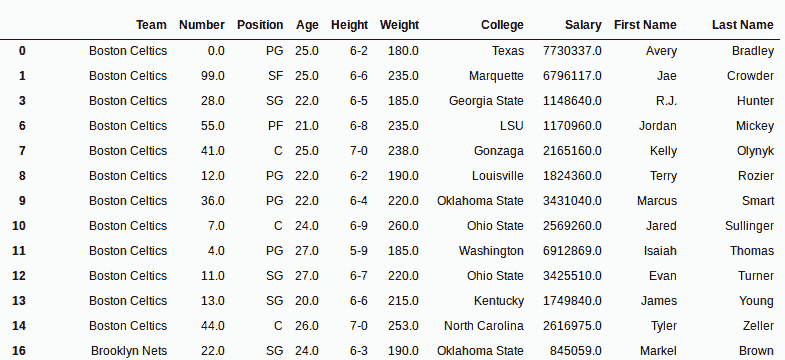 Team Number Position Age Height Weight College Salary First Name Last Name
0 Boston Celtics 0.0 PG 25.0 6-2 180.0 Texas 7730337.0 Avery Bradley
1 Boston Celtics 99.0 SF 25.0 6-6 235.0 Marquette 6796117.0 Jae Crowder
3 Boston Celtics 28.0 SG 22.0 6-5 185.0 Georgia State 1148640.0 R.J. Hunter
6 Boston Celtics 55.0 PF 21.0 6-8 235.0 LSU 1170960.0 Jordan Mickey
7 Boston Celtics 41.0 C 25.0 7-0 238.0 Gonzaga 2165160.0 Kelly Olynyk
8 Boston Celtics 12.0 PG 22.0 6-2 190.0 Louisville 1824360.0 Terry Rozier
9 Boston Celtics 36.0 PG 22.0 6-4 220.0 Oklahoma State 3431040.0 Marcus Smart
10 Boston Celtics 7.0 C 24.0 6-9 260.0 Ohio State 2569260.0 Jared Sullinger
11 Boston Celtics 4.0 PG 27.0 5-9 185.0 Washington 6912869.0 Isaiah Thomas
12 Boston Celtics 11.0 SG 27.0 6-7 220.0 Ohio State 3425510.0 Evan Turner
13 Boston Celtics 13.0 SG 20.0 6-6 215.0 Kentucky 1749840.0 James Young
14 Boston Celtics 44.0 C 26.0 7-0 253.0 North Carolina 2616975.0 Tyler Zeller
16 Brooklyn Nets 22.0 SG 24.0 6-3 190.0 Oklahoma State 845059.0 Markel Brown